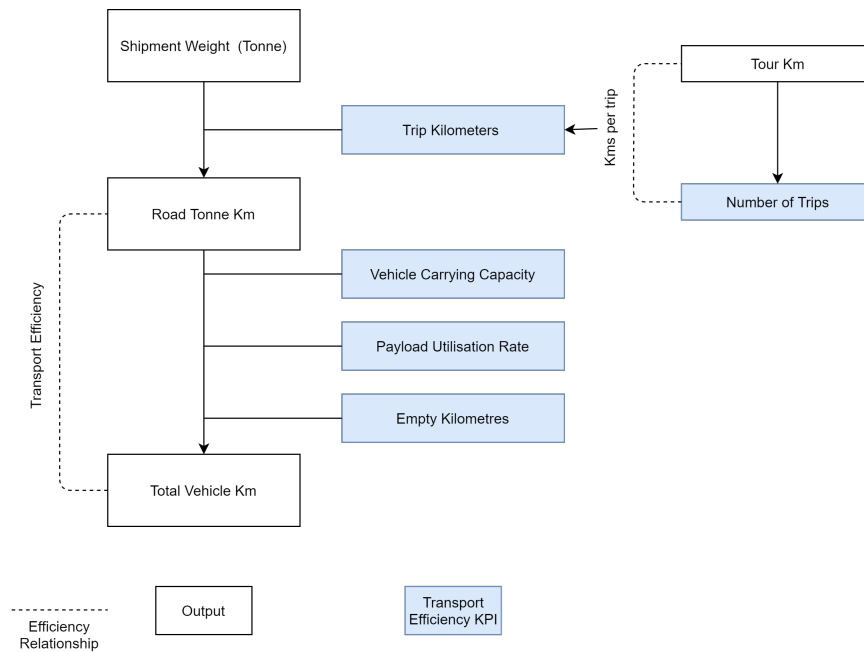 Shipment Weight (Tonne)
Tour Km
Trip Kilometers
Kms per trip
Road Tonne Km
Number of Trips
Vehicle Carrying Capacity
Transport Efficiency
Payload Utilisation Rate
Empty Kilometres
Total Vehicle Km
Efficiency
Relationship
Output
Transport
Efficiency KPI